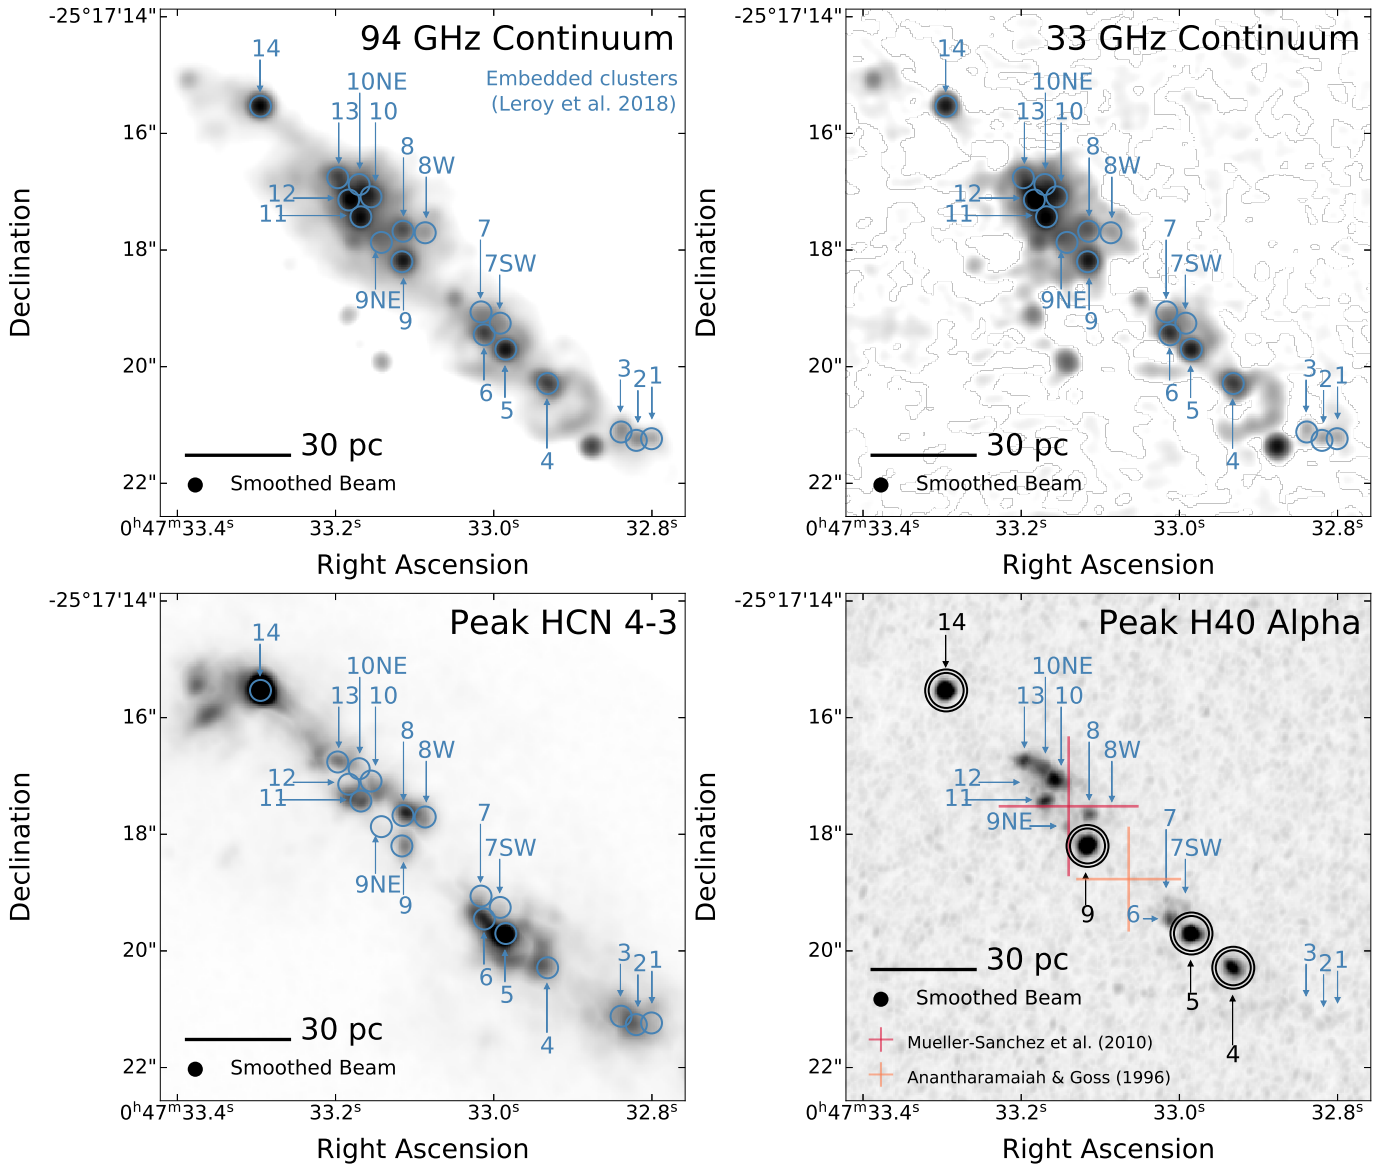 94 GHz Continuum
Embedded clusters
(Leroy et al. 2018)
14
10NE
13 10
8
8W
12
11
7
7SW
9NE
9
6
5
3
21
4
30 pc
Smoothed Beam
-25°17'14"
16"
18"
20"
22"
Declination
0h47m33.4s 33.2s 33.0s 32.8s
Right Ascension
33 GHz Continuum
14
10NE
13 10
8
8W
12
11
7
7SW
9NE
9
6
5
3
21
4
30 pc
Smoothed Beam
-25°17'14"
16"
18"
20"
22"
Declination
0h47m33.4s 33.2s 33.0s 32.8s
Right Ascension
Peak HCN 4-3
14
10NE
13 10
8
8W
12
11
7
7SW
9NE
9
6
5
3
21
4
30 pc
Smoothed Beam
-25°17'14"
16"
18"
20"
22"
Declination
0h47m33.4s 33.2s 33.0s 32.8s
Right Ascension
Peak H40 Alpha
14
10NE
13 10
8
8W
12
11
9NE
7
7SW
9
6
5
3
21
4
30 pc
Smoothed Beam
Mueller-Sanchez et al. (2010)
Anantharamaiah & Goss (1996)
-25°17'14"
16"
18"
20"
22"
Declination
0h47m33.4s 33.2s 33.0s 32.8s
Right Ascension